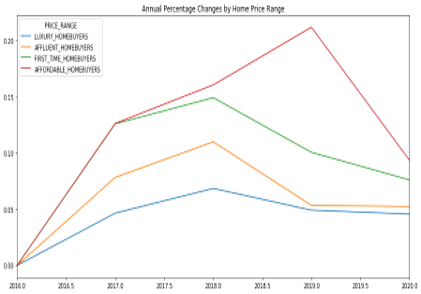 Annual Percentage Changes by Home Price Range
PRICE_RANGE
LUXURY_HOMEBUYERS
AFFLUENT_HOMEBUYERS
FIRST_TIME_HOMEBUYERS
AFFORDABLE_HOMEBUYERS
0.20
0.15
0.10
0.05
0.00
2016.0 2016.5 2017.0 2017.5 2018.0 2018.5 2019.0 2019.5 2020.0